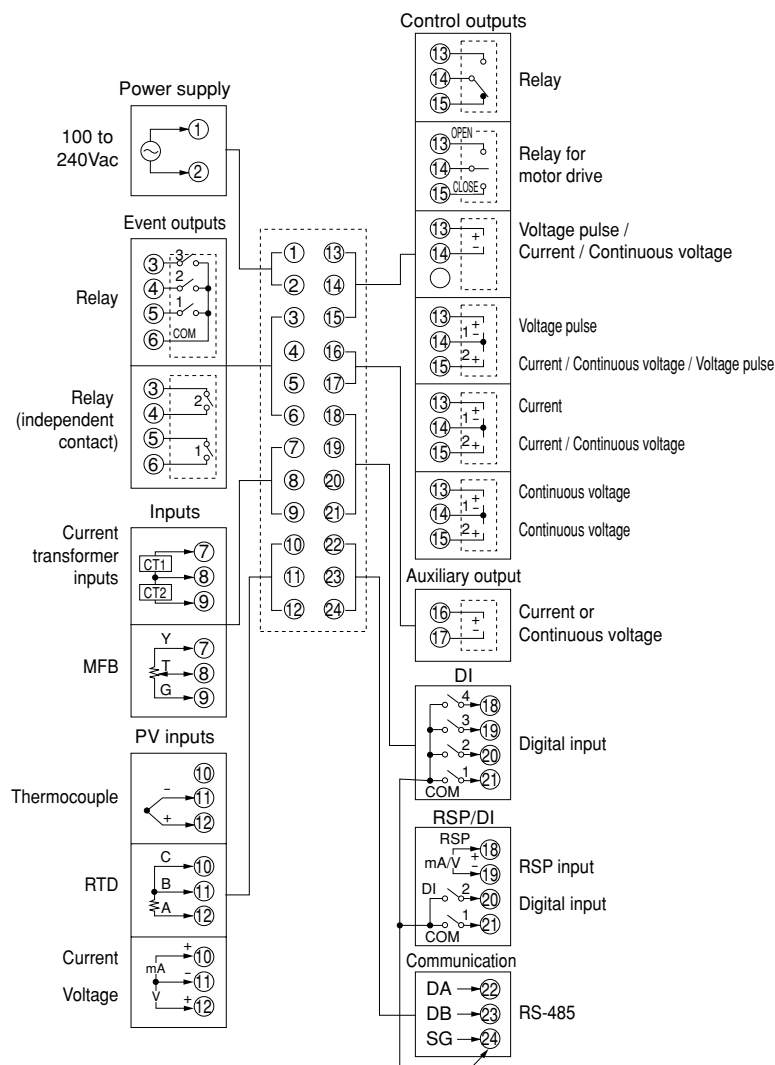 Power supply
100 to
240Vac
1
2
Event outputs
Relay
3 3
4 2
5 1
6 COM
Relay
(independent
contact)
3
4 2
5
6 1
Inputs
Current
transformer
inputs
CT1 7
8
CT2 9
MFB
Y 7
T 8
G 9
PV inputs
Thermocouple
10
- 11
+ 12
RTD
C 10
B 11
A 12
Current
Voltage
+ 10
mA
- 11
V
+ 12
1 13
2 14
3 15
4 16
5 17
6 18
7 19
8 20
9 21
10 22
11 23
12 24
Control outputs
13
14
15
Relay
13 OPEN
14
15 CLOSE
Relay for
motor drive
13 +
14 -
Voltage pulse /
Current / Continuous voltage
13
14 1 + -
15 2 +
Voltage pulse
Current / Continuous voltage / Voltage pulse
13
14 1 + -
15 2 +
Current
Current / Continuous voltage
13
14 1 + -
15 2 +
Continuous voltage
Continuous voltage
Auxiliary output
16 +
17 -
Current or
Continuous voltage
DI
4 18
3 19
2 20
1 21
COM
Digital input
RSP/DI
RSP 18
mA/V + -
19
DI 2 20
1 21
COM
RSP input
Digital input
Communication
DA 22
DB 23
SG 24
RS-485